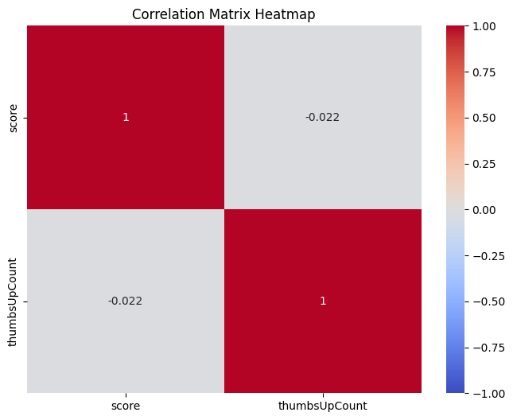 Correlation Matrix Heatmap
score
thumbsUpCount
1
-0.022
-0.022
1
score
thumbsUpCount
1.00
0.75
0.50
0.25
0.00
−0.25
−0.50
−0.75
−1.00